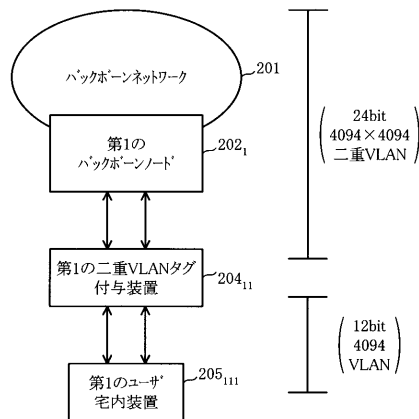 バックボーンネットワーク
201
第1の
バックボーンノード
202₁
24bit
4094×4094
二重VLAN
第1の二重VLANタグ
付与装置
204₁₁
12bit
4094
VLAN
第1のユーザ
宅内装置
205₁₁₁